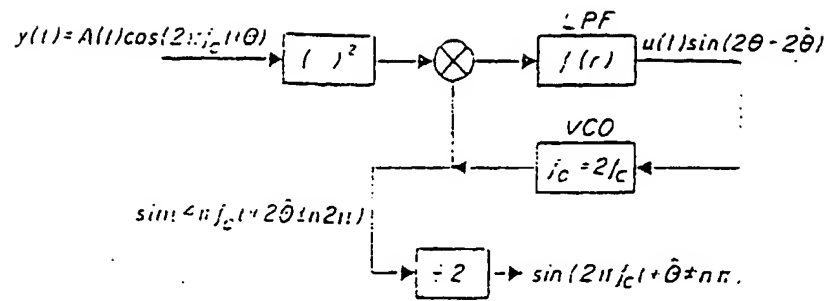 LPF
y(t) = A(t)cos(2πf_c t+θ)
( )²
f(r)
u(t)sin(2θ - 2θ̂)
VCO
f_c = 2f_c
sin(4πf_c t+2θ̂±n2π)
÷2
sin(2πf_c t+θ̂±nπ.